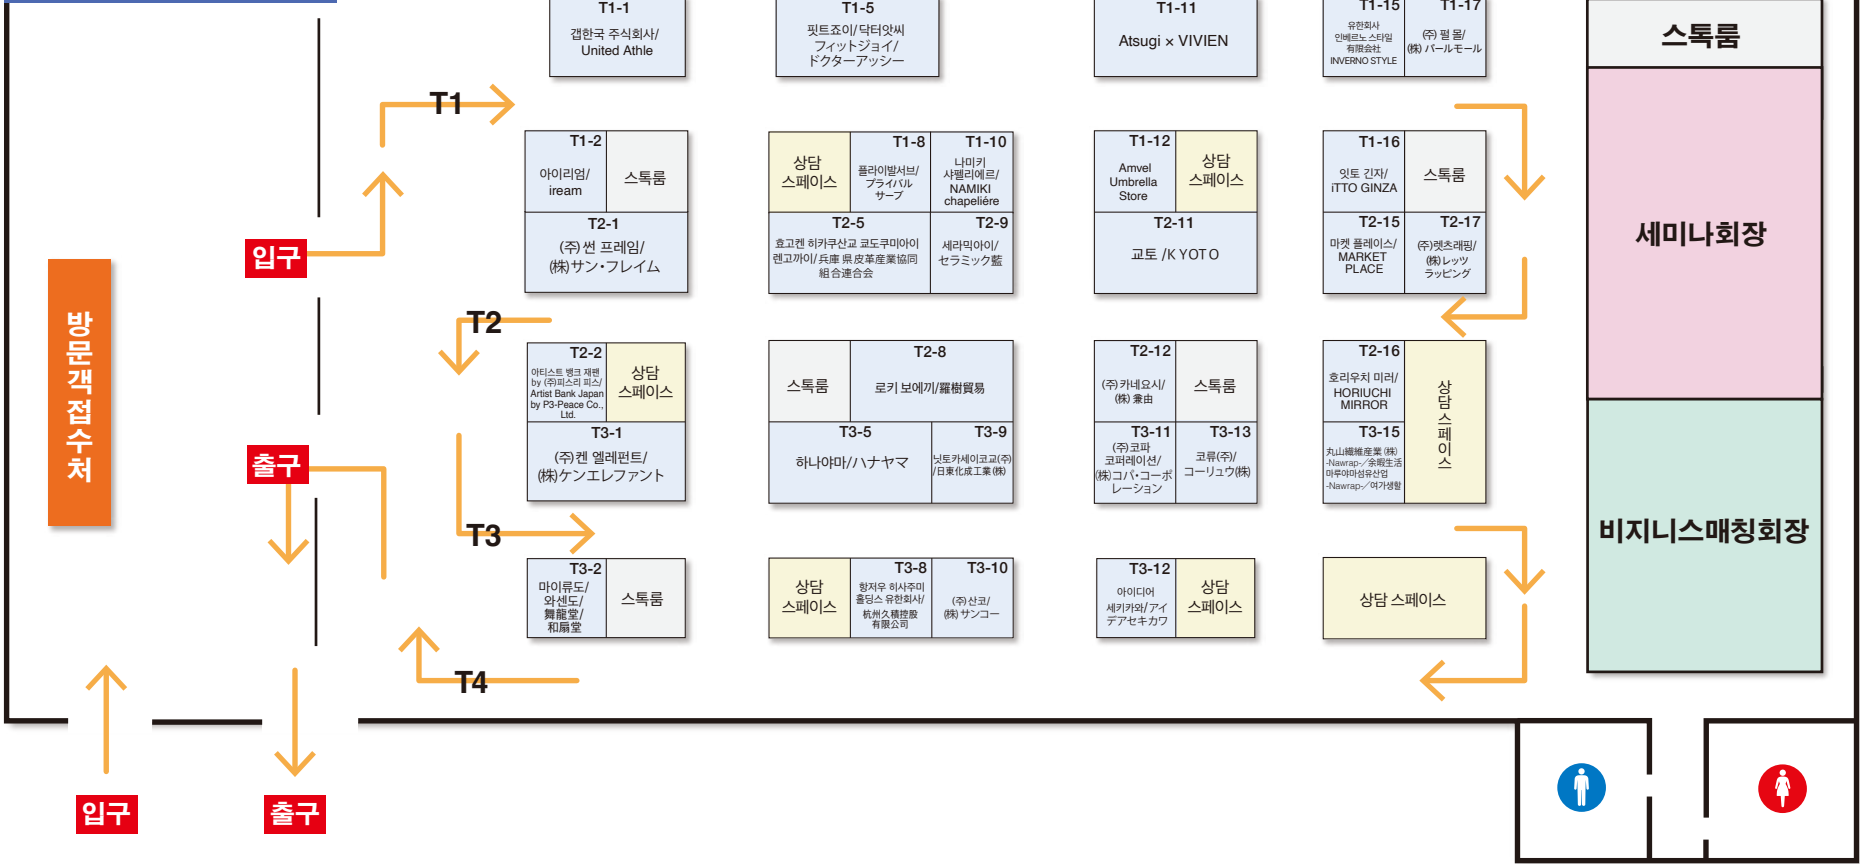 T1-1
갭한국 주식회사/
United Athle
T1-5
핏트죠이/닥터앗씨
フィットジョイ/
ドクターアッシー
T1-11
Atsugi × VIVIEN
T1-15
유한회사
인베르노 스타일
有限会社
INVERNO STYLE
T1-17
(주) 펄 몰/
(株) パールモール
스톡룸
T1
T1-2
아이리엄/
iream
스톡룸
상담
스페이스
T1-8
플라이발서브/
プライバル
サーブ
T1-10
나미키
샤펠리에르/
NAMIKI
chapeliére
T1-12
Amvel
Umbrella
Store
상담
스페이스
T1-16
잇토 긴자/
iTTO GINZA
스톡룸
세미나회장
입구
T2-1
(주) 썬 프레임/
(株) サン・フレイム
T2-5
효고켄 히카쿠산교 쿄도쿠미아이
렌고카이/兵庫 県 皮革産業協同
組合連合会
T2-9
세라믹아이/
セラミック藍
T2-11
교토 /K YOT O
T2-15
마켓 플레이스/
MARKET
PLACE
T2-17
(주)렛츠래핑/
(株) レッツ
ラッピング
방문객접수처
T2
T2-2
아티스트 뱅크 재팬
by (주)피스리 피스/
Artist Bank Japan
by P3-Peace Co.,
Ltd.
상담
스페이스
스톡룸
T2-8
로키 보에끼/羅樹貿易
T2-12
(주) 카네요시/
(株) 兼由
스톡룸
T2-16
호리우치 미러/
HORIUCHI
MIRROR
상담 스페이스
출구
T3-1
(주) 켄 엘레펀트/
(株)ケンエレファント
T3-5
하나야마/ハナヤマ
T3-9
닛토카세이코교(주)
/日東化成工業 (株)
T3-11
(주)코파
코퍼레이션/
(株)コパ・コーポ
レーション
T3-13
코류(주)/
コーリュウ(株)
T3-15
丸山繊維産業 (株)
-Nawrap-／余暇生活
마루야마섬유산업
-Nawrap-／여가생활
비지니스매칭회장
T3
T3-2
마이류도/
와센도/
舞龍堂/
和扇堂
스톡룸
상담
스페이스
T3-8
항저우 히사주미
홀딩스 유한회사/
杭州久積控股
有限公司
T3-10
(주)산코/
(株) サンコー
T3-12
아이디어
세키카와/アイ
デアセキカワ
상담
스페이스
상담 스페이스
T4
입구
출구